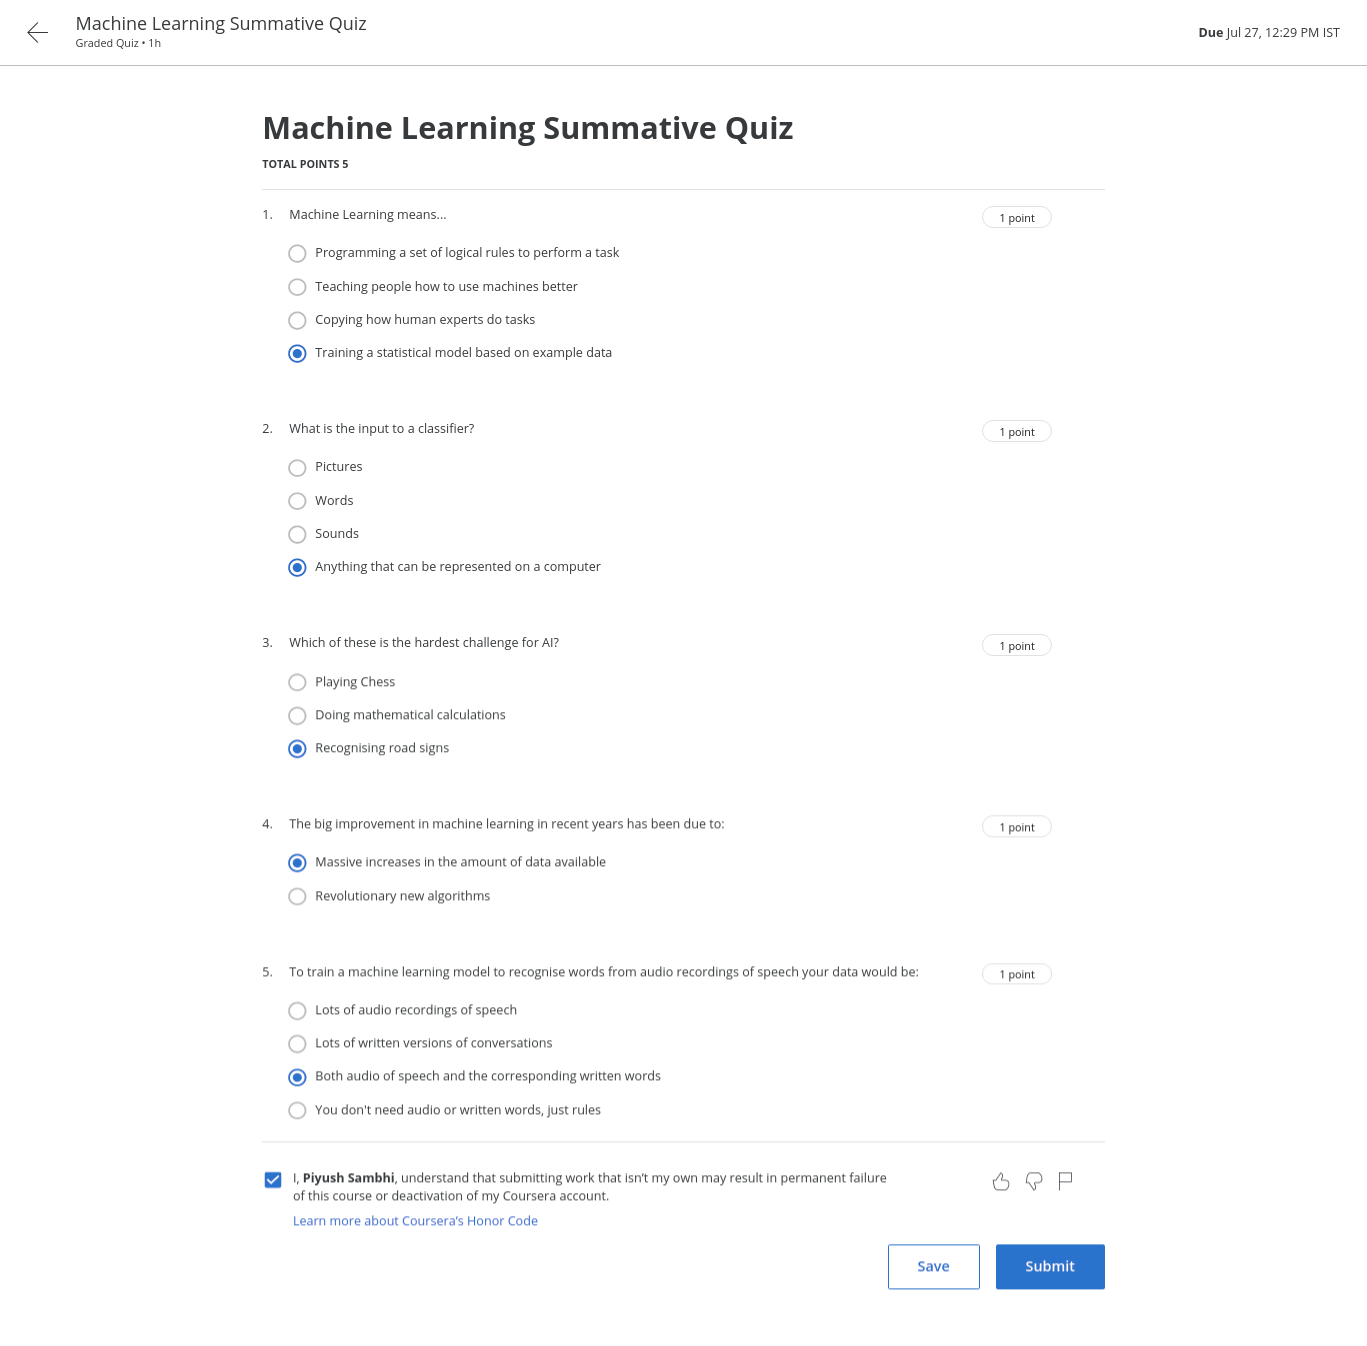 Machine Learning Summative Quiz
Graded Quiz • 1h
Due Jul 27, 12:29 PM IST
Machine Learning Summative Quiz
TOTAL POINTS 5
1. Machine Learning means...
1 point
Programming a set of logical rules to perform a task
Teaching people how to use machines better
Copying how human experts do tasks
Training a statistical model based on example data
2. What is the input to a classifier?
1 point
Pictures
Words
Sounds
Anything that can be represented on a computer
3. Which of these is the hardest challenge for AI?
1 point
Playing Chess
Doing mathematical calculations
Recognising road signs
4. The big improvement in machine learning in recent years has been due to:
1 point
Massive increases in the amount of data available
Revolutionary new algorithms
5. To train a machine learning model to recognise words from audio recordings of speech your data would be:
1 point
Lots of audio recordings of speech
Lots of written versions of conversations
Both audio of speech and the corresponding written words
You don't need audio or written words, just rules
I, Piyush Sambhi, understand that submitting work that isn’t my own may result in permanent failure
of this course or deactivation of my Coursera account.
Learn more about Coursera’s Honor Code
Save
Submit